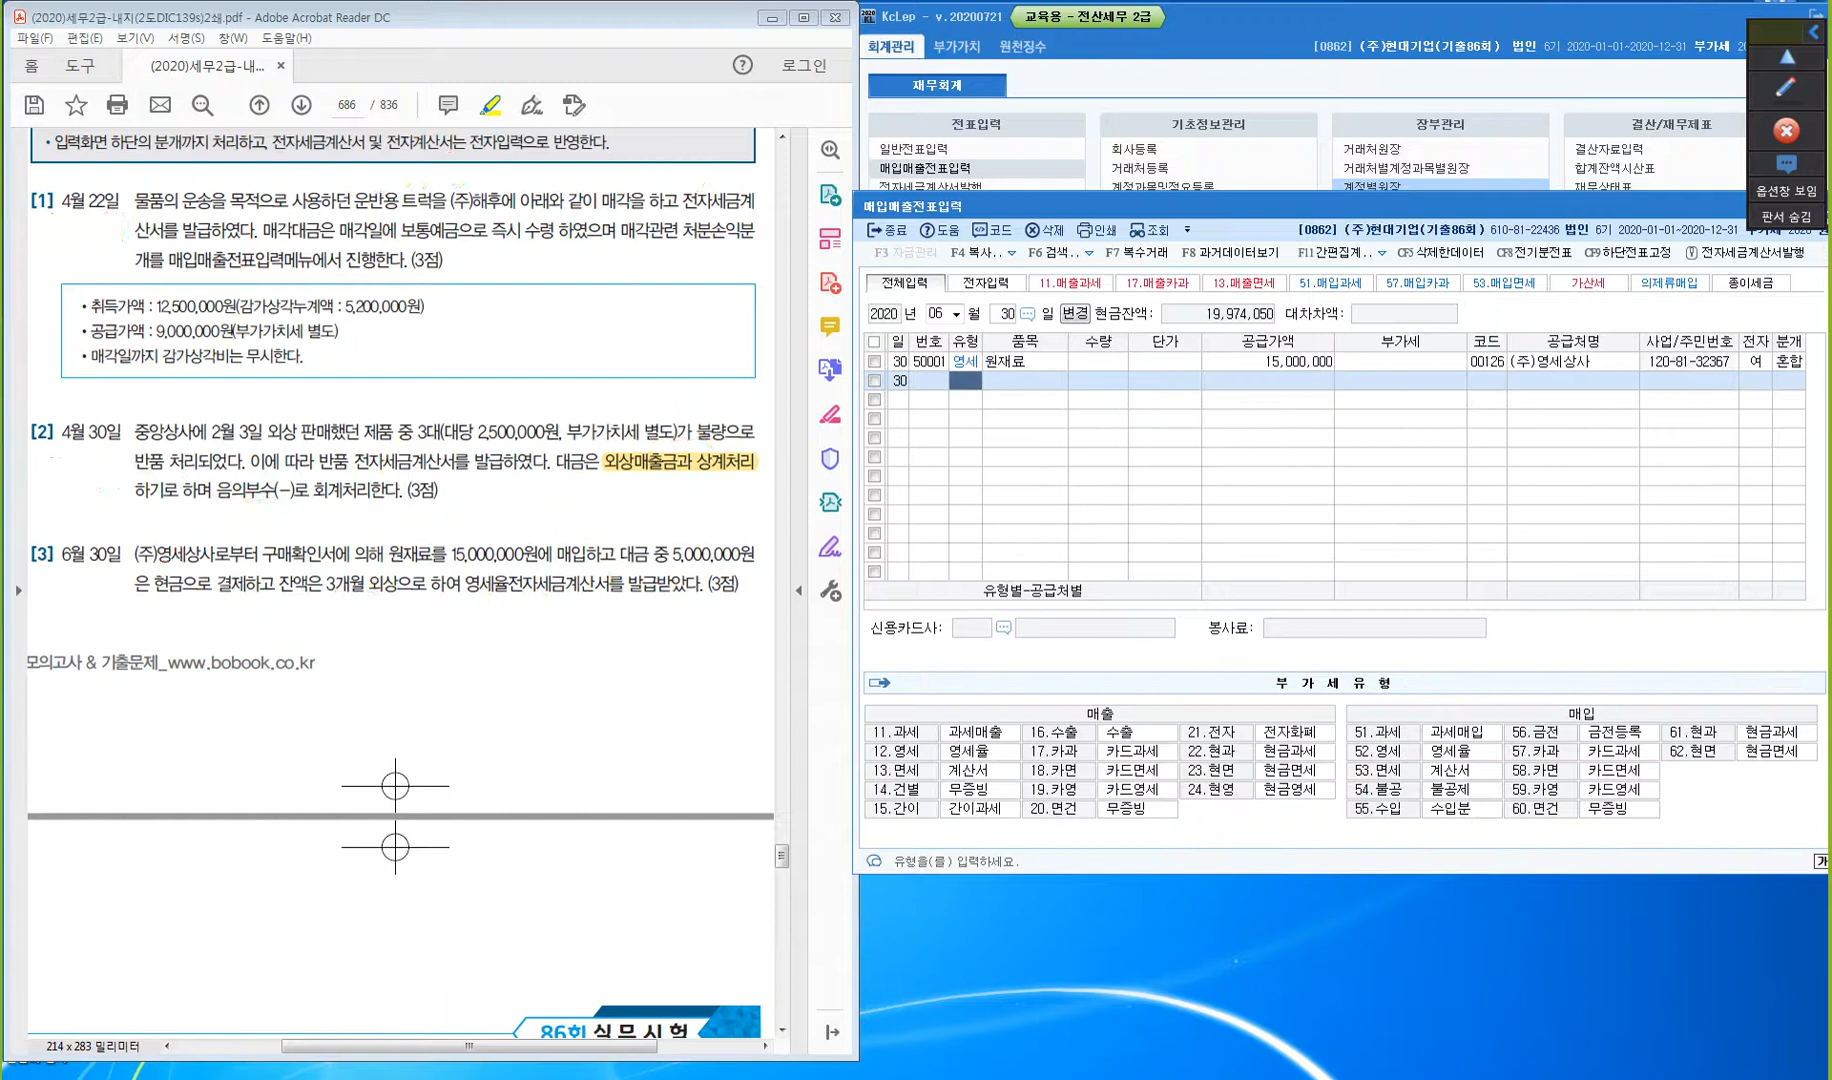 (2020)세무2급-내지(2도DIC139s)2쇄.pdf - Adobe Acrobat Reader DC
파일(F) 편집(E) 보기(V) 서명(S) 창(W) 도움말(H)
홈 도구 (2020)세무2급-내... × 로그인
686 / 836
• 입력화면 하단의 분개까지 처리하고, 전자세금계산서 및 전자계산서는 전자입력으로 반영한다.
[1] 4월 22일 물품의 운송을 목적으로 사용하던 운반용 트럭을 (주)해후에 아래와 같이 매각을 하고 전자세금계
산서를 발급하였다. 매각대금은 매각일에 보통예금으로 즉시 수령 하였으며 매각관련 처분손익분
개를 매입매출전표입력메뉴에서 진행한다. (3점)
• 취득가액 : 12,500,000원(감가상각누계액 : 5,200,000원)
• 공급가액 : 9,000,000원(부가가치세 별도)
• 매각일까지 감가상각비는 무시한다.
[2] 4월 30일 중앙상사에 2월 3일 외상 판매했던 제품 중 3대(대당 2,500,000원, 부가가치세 별도)가 불량으로
반품 처리되었다. 이에 따라 반품 전자세금계산서를 발급하였다. 대금은 외상매출금과 상계처리
하기로 하며 음의부수(-)로 회계처리한다. (3점)
[3] 6월 30일 (주)영세상사로부터 구매확인서에 의해 원재료를 15,000,000원에 매입하고 대금 중 5,000,000원
은 현금으로 결제하고 잔액은 3개월 외상으로 하여 영세율전자세금계산서를 발급받았다. (3점)
모의고사 & 기출문제_www.bobook.co.kr
86회 실무시험
214 x 283 밀리미터
KcLep - v.20200721 교육용 - 전산세무 2급
회계관리 부가가치 원천징수 [0862] (주)현대기업(기출86회) 법인 6기 2020-01-01~2020-12-31 부가세
재무회계
전표입력 기초정보관리 장부관리 결산/재무제표
일반전표입력 회사등록 거래처원장 결산자료입력
매입매출전표입력 거래처등록 거래처별계정과목별원장 합계잔액시산표
전자세금계산서발행 계정과목및적요등록 계정별원장 재무상태표
옵션창 보임
판서 숨김
매입매출전표입력
종료 도움 코드 삭제 인쇄 조회 [0862] (주)현대기업(기출86회) 610-81-22436 법인 6기 2020-01-01~2020-12-31
F3 자금관리 F4 복사.. F6 검색.. F7 복수거래 F8 과거데이터보기 F11간편집계.. CF5 삭제한데이터 CF8 전기분전표 CF9 하단전표고정 전자세금계산서발행
전체입력 전자입력 11.매출과세 17.매출카과 13.매출면세 51.매입과세 57.매입카과 53.매입면세 가산세 의제류매입 종이세금
2020 년 06 월 30 일 변경 현금잔액: 19,974,050 대차차액:
일 번호 유형 품목 수량 단가 공급가액 부가세 코드 공급처명 사업/주민번호 전자 분개
30 50001 영세 원재료 15,000,000 00126 (주)영세상사 120-81-32367 여 혼합
30
유형별-공급처별
신용카드사: 봉사료:
부 가 세 유 형
매출 매입
11.과세 과세매출 16.수출 수출 21.전자 전자화폐 51.과세 과세매입 56.금전 금전등록 61.현과 현금과세
12.영세 영세율 17.카과 카드과세 22.현과 현금과세 52.영세 영세율 57.카과 카드과세 62.현면 현금면세
13.면세 계산서 18.카면 카드면세 23.현면 현금면세 53.면세 계산서 58.카면 카드면세
14.건별 무증빙 19.카영 카드영세 24.현영 현금영세 54.불공 불공제 59.카영 카드영세
15.간이 간이과세 20.면건 무증빙 55.수입 수입분 60.면건 무증빙
유형을(를) 입력하세요.